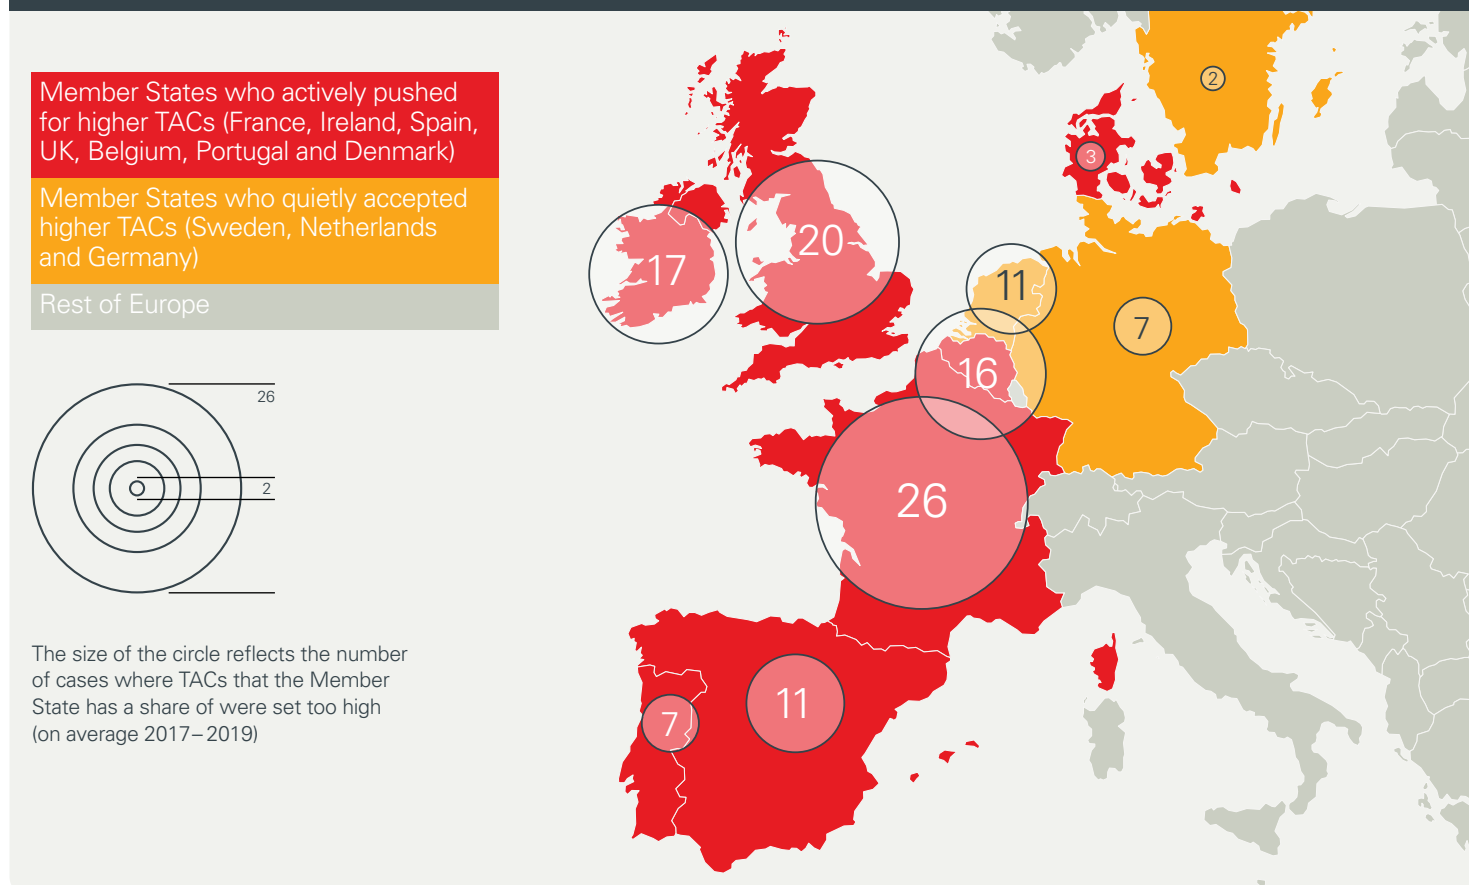 Member States who actively pushed
for higher TACs (France, Ireland, Spain,
UK, Belgium, Portugal and Denmark)
Member States who quietly accepted
higher TACs (Sweden, Netherlands
and Germany)
Rest of Europe
26
2
The size of the circle reflects the number
of cases where TACs that the Member
State has a share of were set too high
(on average 2017–2019)
2
3
20
17
11
7
16
26
11
7